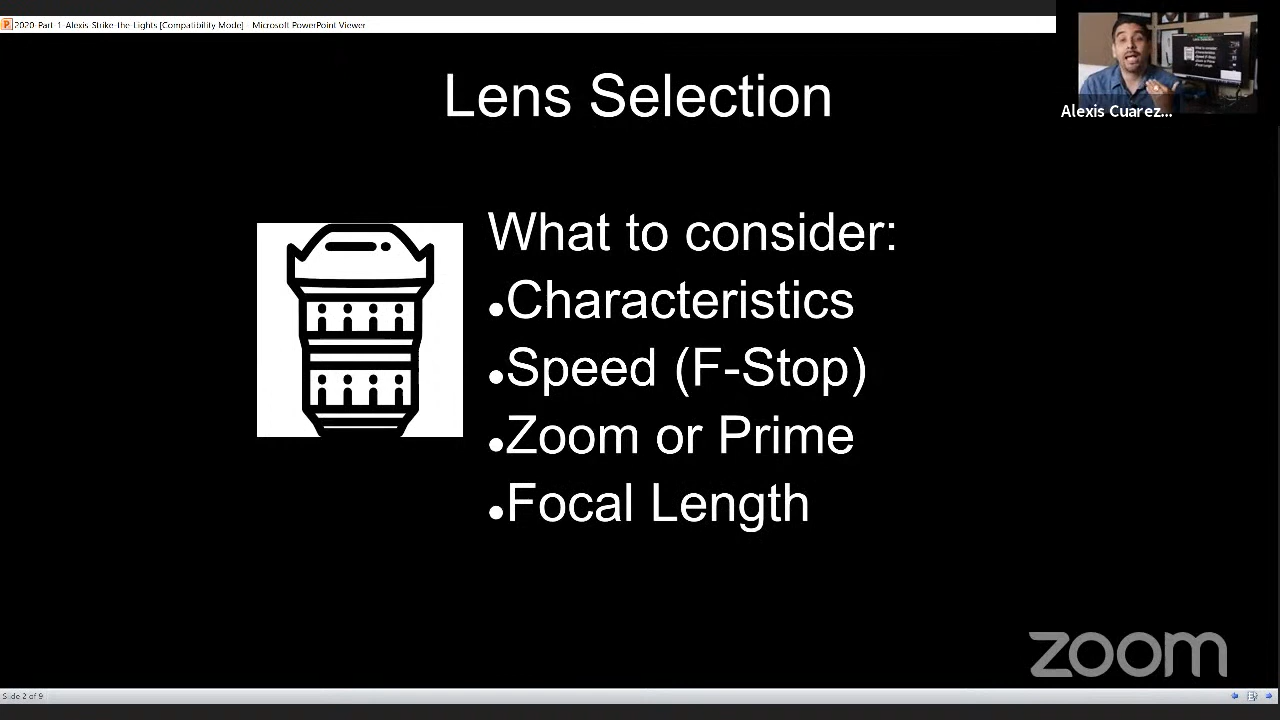 2020-Part-1-Alexis-Strike-the-Lights [Compatibility Mode] - Microsoft PowerPoint Viewer
Alexis Cuarez...
Lens Selection
What to consider:
•Characteristics
•Speed (F-Stop)
•Zoom or Prime
•Focal Length
zoom
Slide 2 of 9